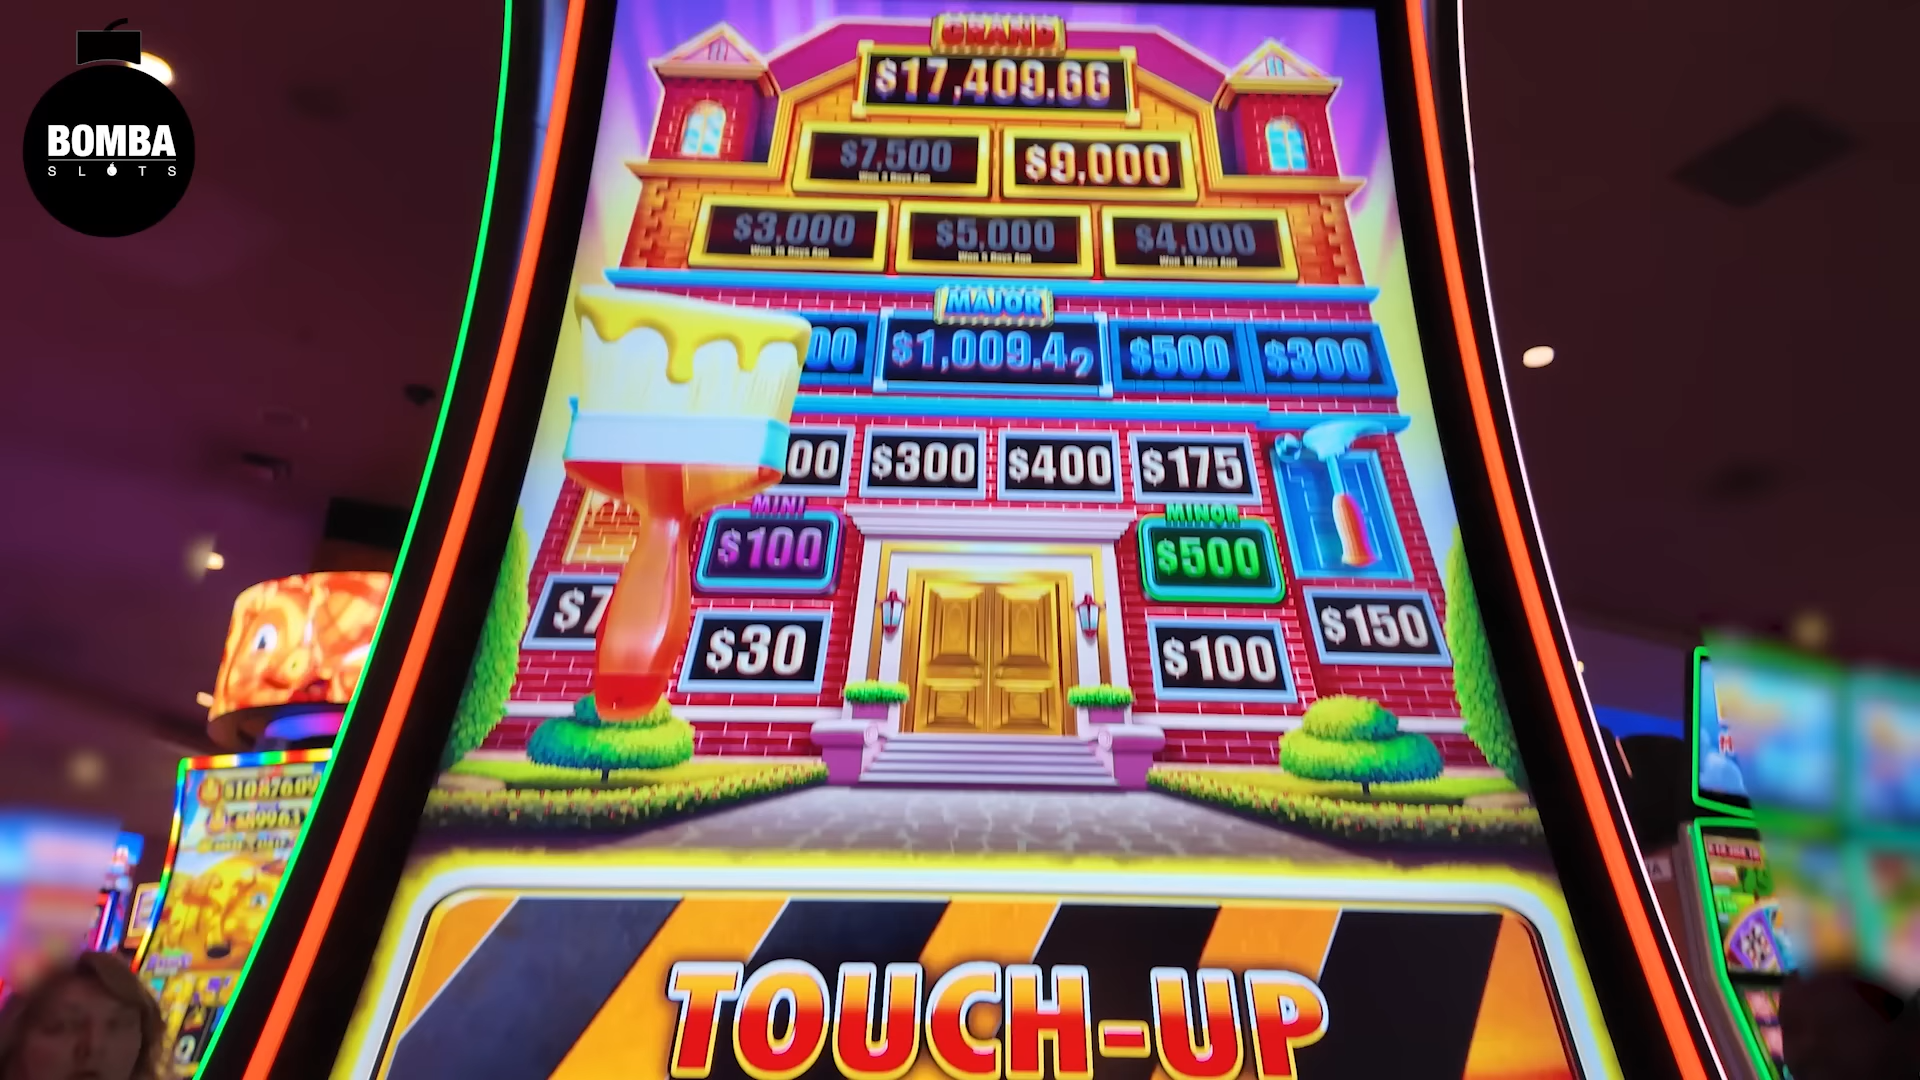 BOMBA
SLOTS
GRAND
$17,409.66
$7,500
$9,000
$3,000
$5,000
$4,000
MAJOR
$1,009.42
$500
$300
$300
$400
$175
MINI
$100
MINOR
$500
$30
$100
$150
TOUCH-UP